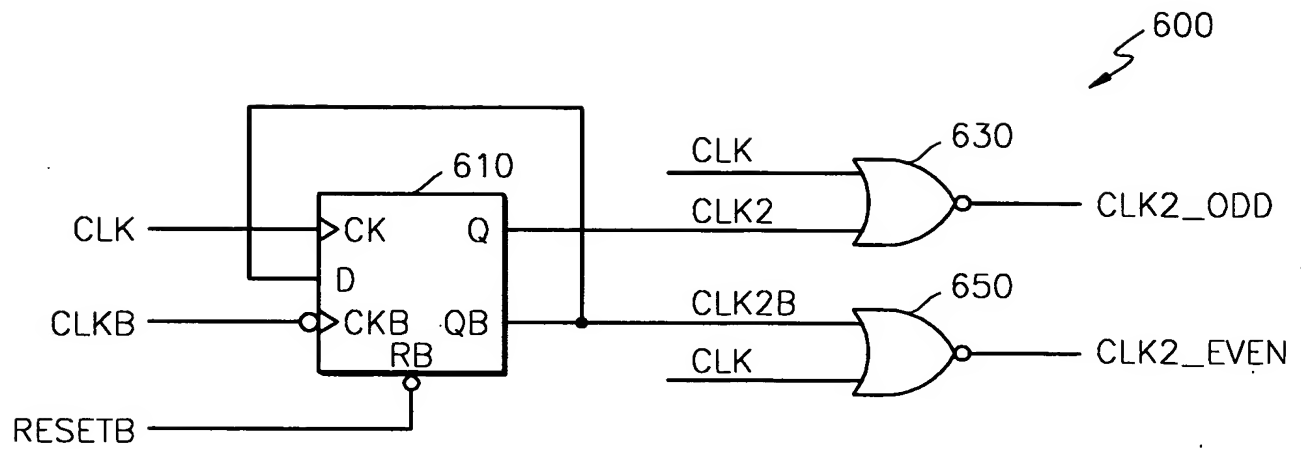 600
630
CLK
610
CLK2_ODD
CLK2
CLK
CK
Q
D
650
CLK2B
CLKB
CKB
QB
CLK2_EVEN
RB
CLK
RESETB